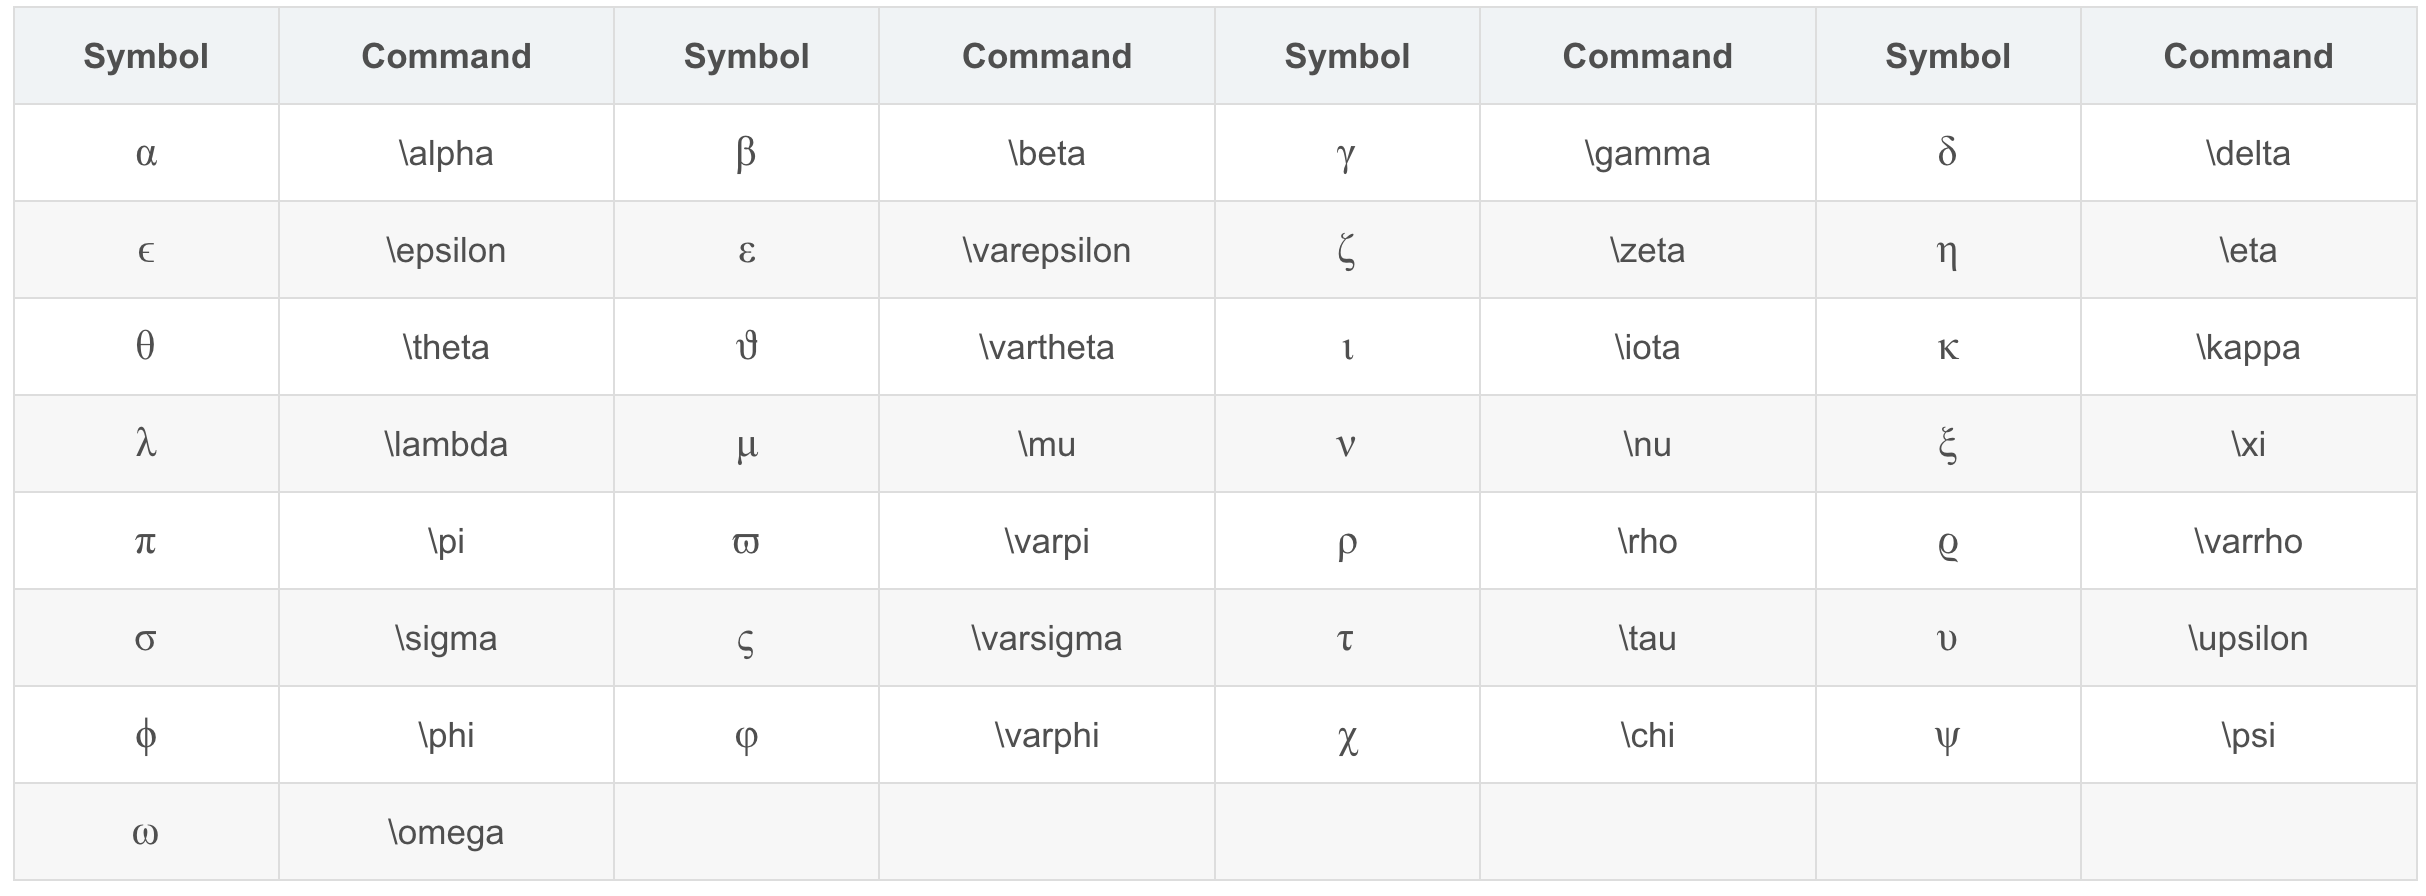 Symbol Command Symbol Command Symbol Command Symbol Command
α \alpha β \beta γ \gamma δ \delta
ϵ \epsilon ε \varepsilon ζ \zeta η \eta
θ \theta ϑ \vartheta ι \iota κ \kappa
λ \lambda μ \mu ν \nu ξ \xi
π \pi ϖ \varpi ρ \rho ϱ \varrho
σ \sigma ς \varsigma τ \tau υ \upsilon
ϕ \phi φ \varphi χ \chi ψ \psi
ω \omega